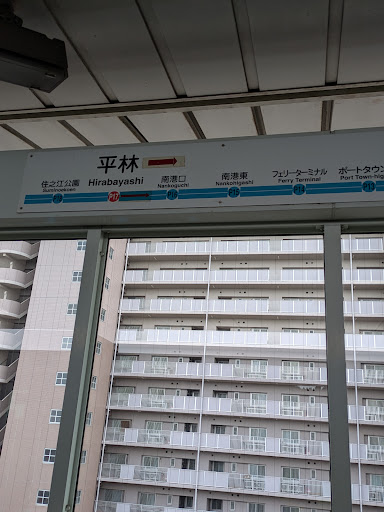 平林
Hirabayashi
住之江公園
Suminoekoen
南港口
Nankoguchi
南港東
Nankohigashi
フェリーターミナル
Ferry Terminal
ポートタウン
Port Town-hig